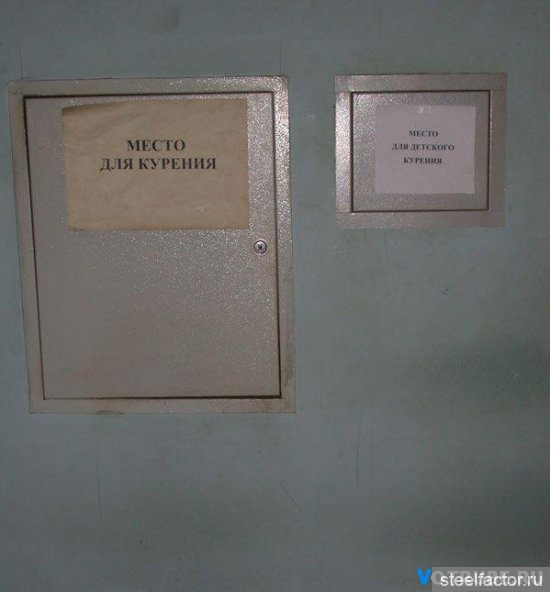 МЕСТО
ДЛЯ КУРЕНИЯ
МЕСТО
ДЛЯ ДЕТСКОГО
КУРЕНИЯ
steelfactor.ru